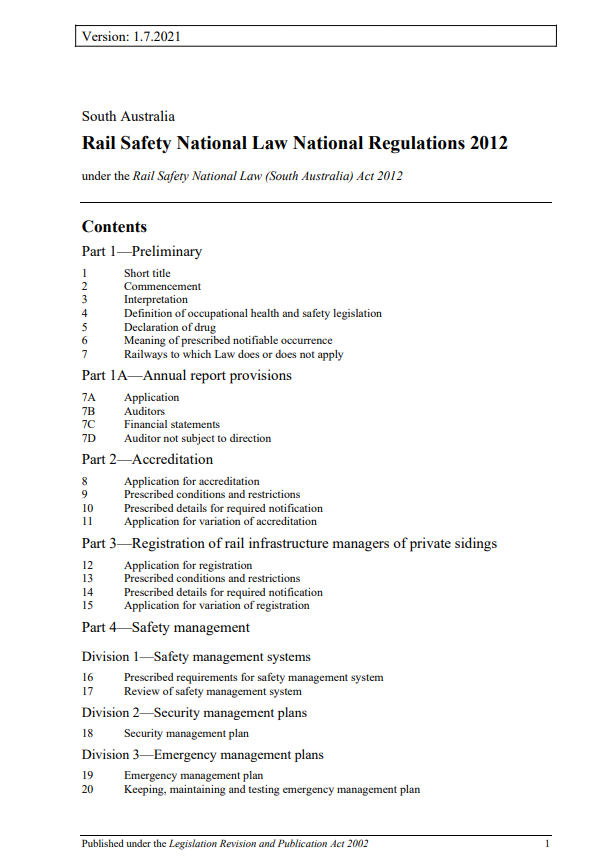 Version: 1.7.2021
South Australia
Rail Safety National Law National Regulations 2012
under the Rail Safety National Law (South Australia) Act 2012
Contents
Part 1—Preliminary
1 Short title
2 Commencement
3 Interpretation
4 Definition of occupational health and safety legislation
5 Declaration of drug
6 Meaning of prescribed notifiable occurrence
7 Railways to which Law does or does not apply
Part 1A—Annual report provisions
7A Application
7B Auditors
7C Financial statements
7D Auditor not subject to direction
Part 2—Accreditation
8 Application for accreditation
9 Prescribed conditions and restrictions
10 Prescribed details for required notification
11 Application for variation of accreditation
Part 3—Registration of rail infrastructure managers of private sidings
12 Application for registration
13 Prescribed conditions and restrictions
14 Prescribed details for required notification
15 Application for variation of registration
Part 4—Safety management
Division 1—Safety management systems
16 Prescribed requirements for safety management system
17 Review of safety management system
Division 2—Security management plans
18 Security management plan
Division 3—Emergency management plans
19 Emergency management plan
20 Keeping, maintaining and testing emergency management plan
Published under the Legislation Revision and Publication Act 2002 1